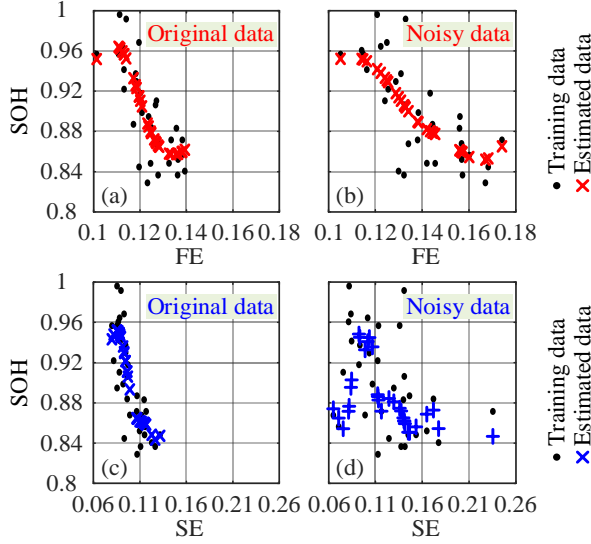 1
0.96
0.92
0.88
0.84
0.8
SOH
Original data
(a)
0.1 0.12 0.14 0.16 0.18
FE
Noisy data
(b)
0.1 0.12 0.14 0.16 0.18
FE
Training data
Estimated data
1
0.96
0.92
0.88
0.84
0.8
SOH
Original data
(c)
0.06 0.11 0.16 0.21 0.26
SE
Noisy data
(d)
0.06 0.11 0.16 0.21 0.26
SE
Training data
Estimated data